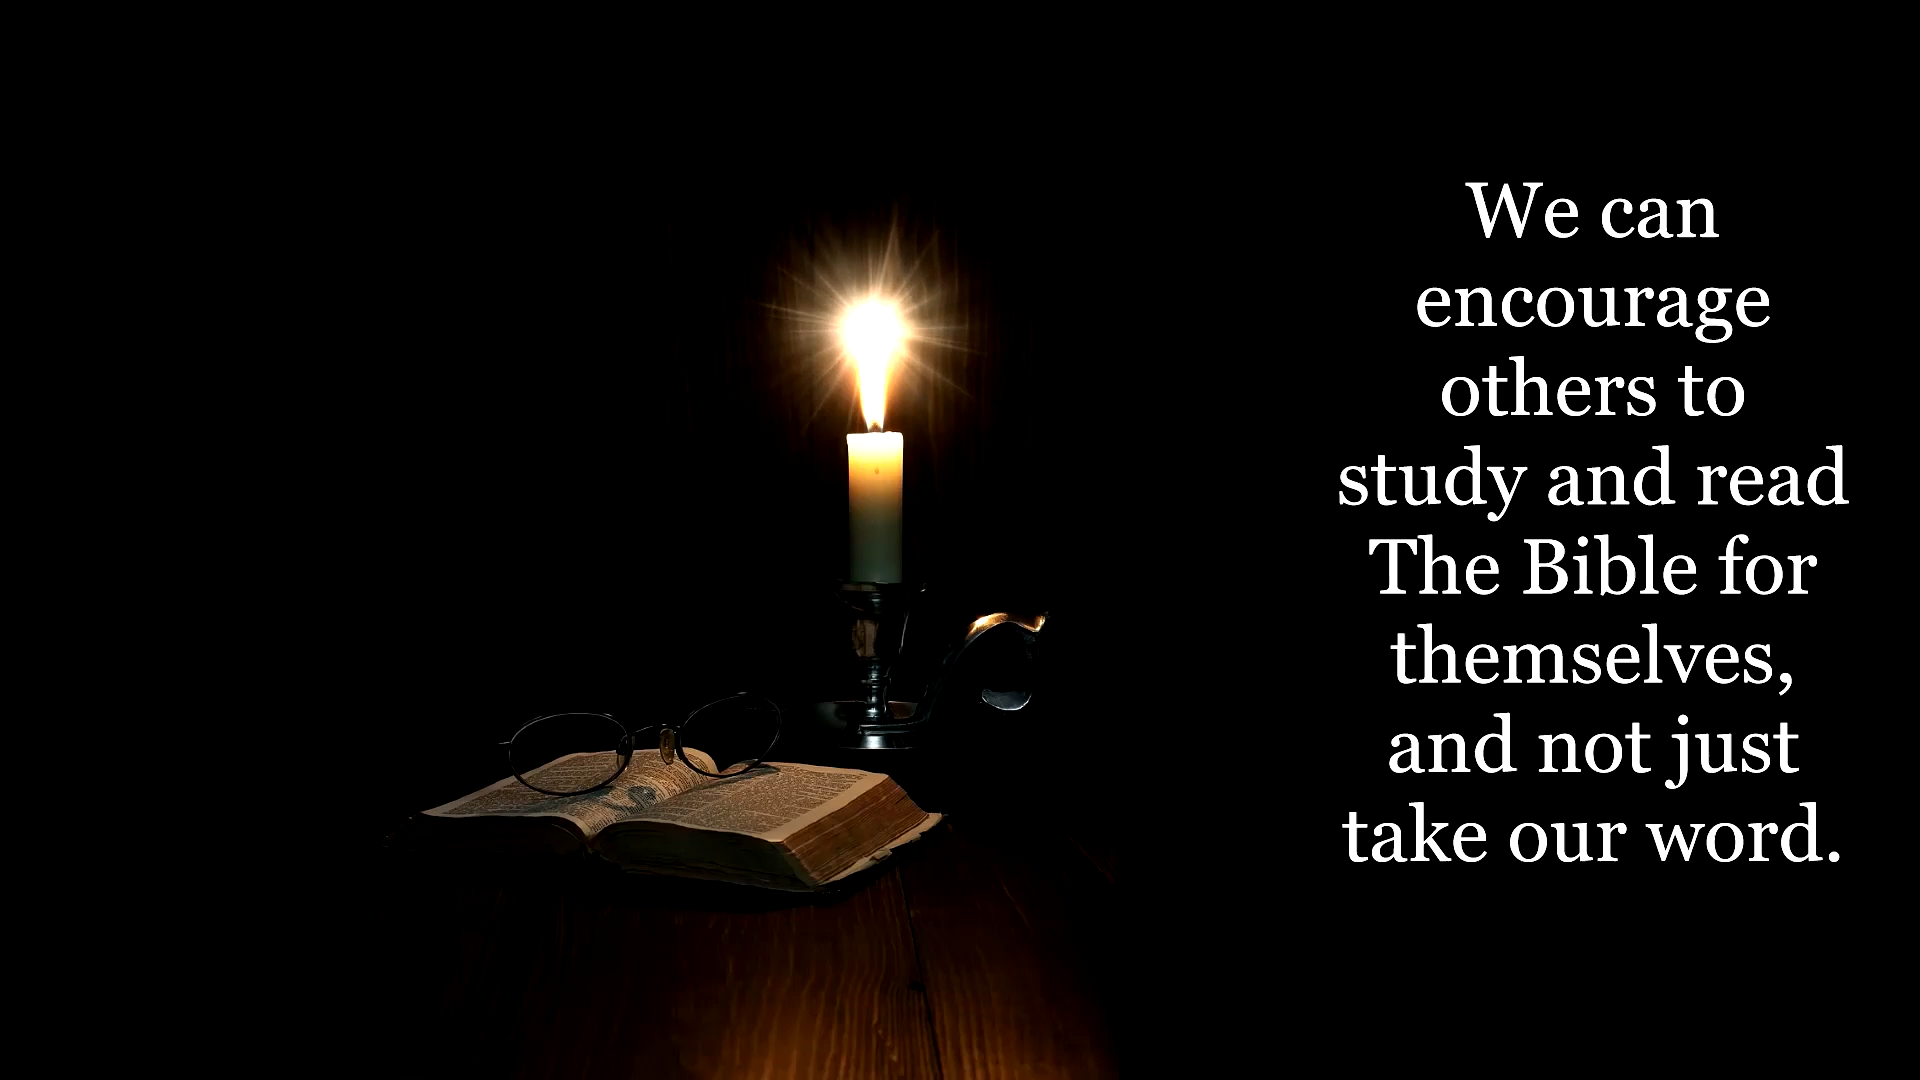 We can
encourage
others to
study and read
The Bible for
themselves,
and not just
take our word.